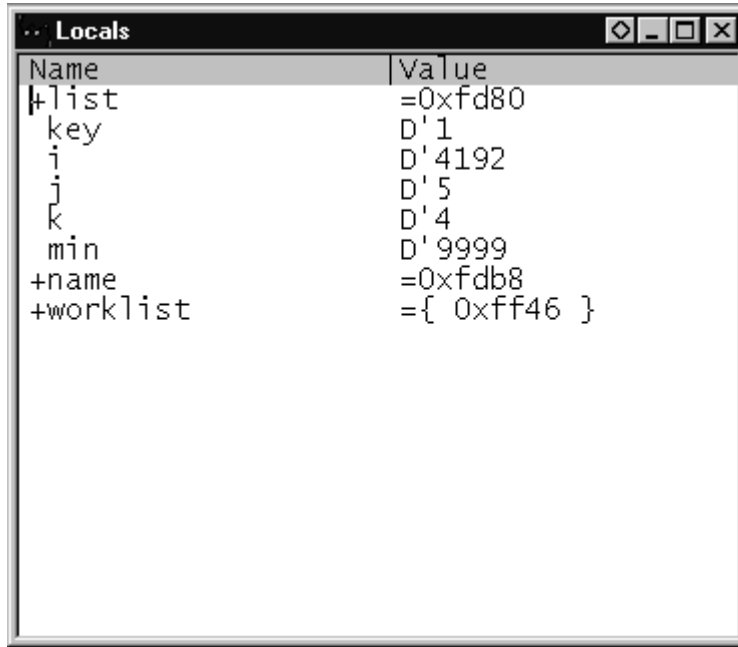 Locals
Name Value
+list =0xfd80
key D'1
i D'4192
j D'5
k D'4
min D'9999
+name =0xfdb8
+worklist ={ 0xff46 }